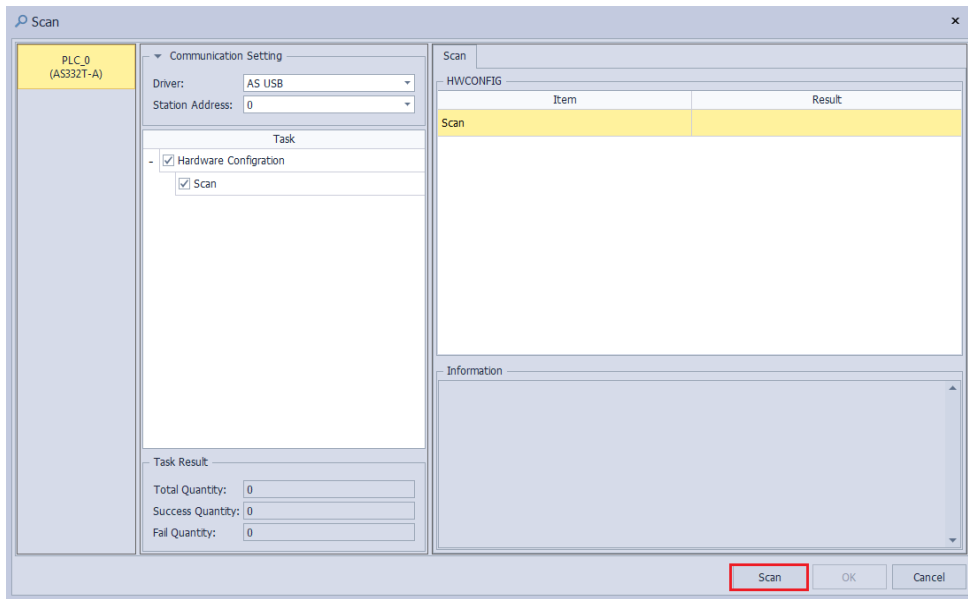 Scan
PLC_0
(AS332T-A)
Communication Setting
Driver: AS USB
Station Address: 0
Task
Hardware Configration
Scan
Task Result
Total Quantity: 0
Success Quantity: 0
Fail Quantity: 0
Scan
HWCONFIG
Item Result
Scan
Information
Scan OK Cancel